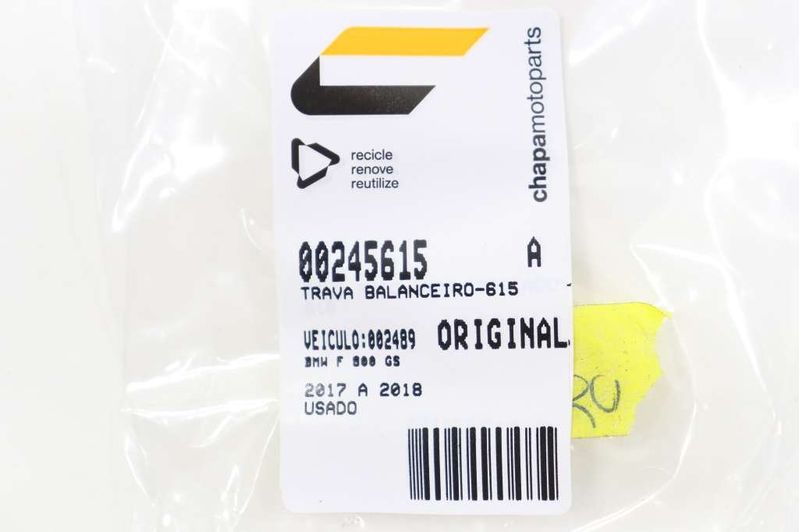 chapamotoparts
recicle
renove
reutilize
00245615 A
TRAVA BALANCEIRO-615
VEICULO:002489 ORIGINAL
BMW F 800 GS
2017 A 2018
USADO